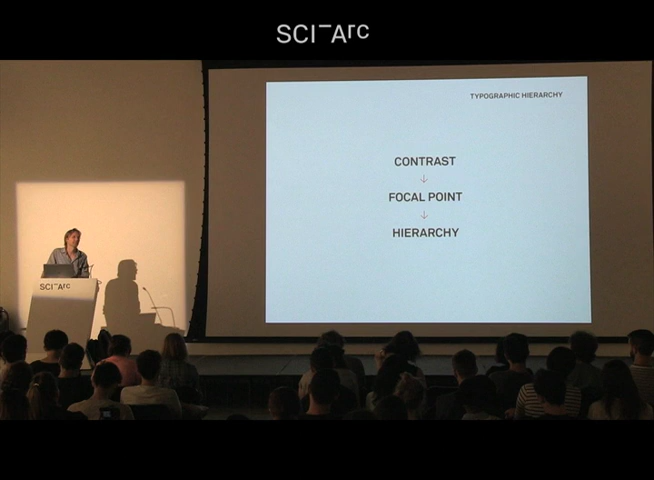 SCI-Arc
TYPOGRAPHIC HIERARCHY
CONTRAST
↓
FOCAL POINT
↓
HIERARCHY
SCI-Arc